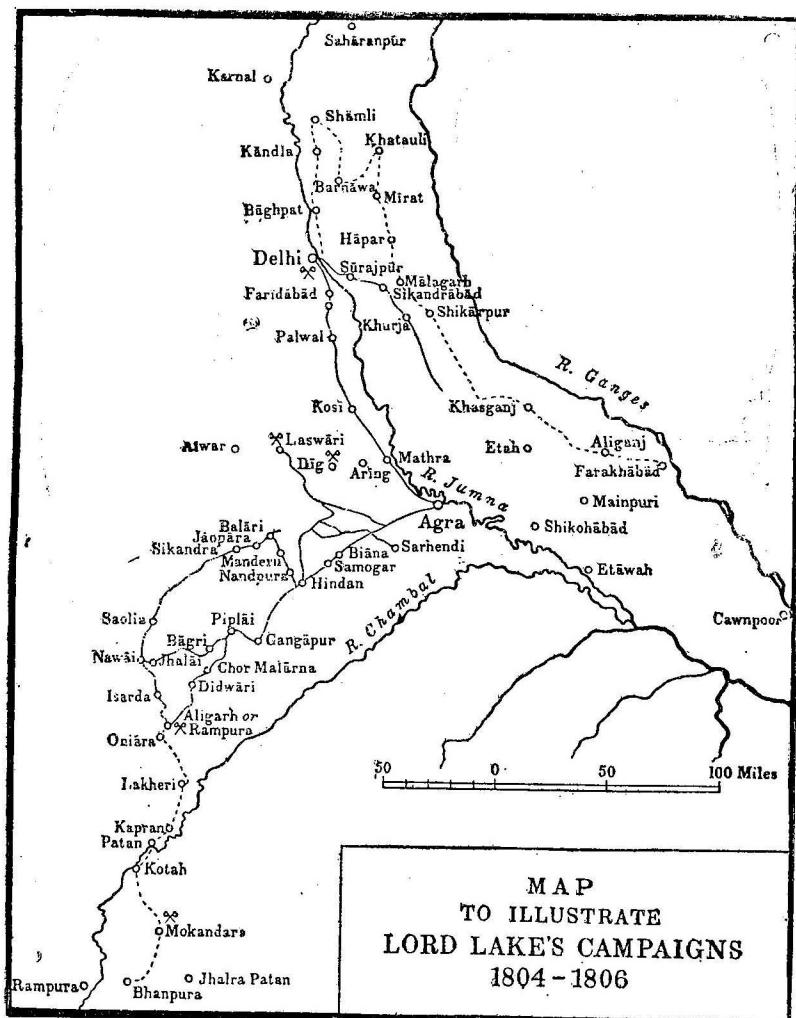 Sahāranpūr
Karnal
Shāmli
Khatauli
Kāndla
Barnāwa
Mīrat
Bāghpat
Hāpar
Delhi
Sūrajpūr
Mālagarh
Farīdābād
Sikandrābād
Shikārpur
Khurja
Palwal
R. Ganges
Kosī
Khasganj
Alwar
Laswāri
Etah
Aliganj
Dīg
Mathra
Farakhābād
Aring
R. Jumna
Mainpuri
Agra
Shikohābād
Balāri
Jāopāra
Sikandra
Biāna
Sarhendi
Manderu
Samogar
Nandpura
Hindan
Etāwah
Saolia
Piplāi
R. Chambal
Cawnpoor
Bāgri
Gangāpur
Nawāi
Jhalāi
Chor Malūrna
Isarda
Didwāri
Aligarh or
Rampura
Oniāra
50 0 50 100 Miles
Lakheri
Kapran
Patan
Kotah
MAP
TO ILLUSTRATE
LORD LAKE'S CAMPAIGNS
1804-1806
Mokandara
Rampura
Bhanpura
Jhalra Patan